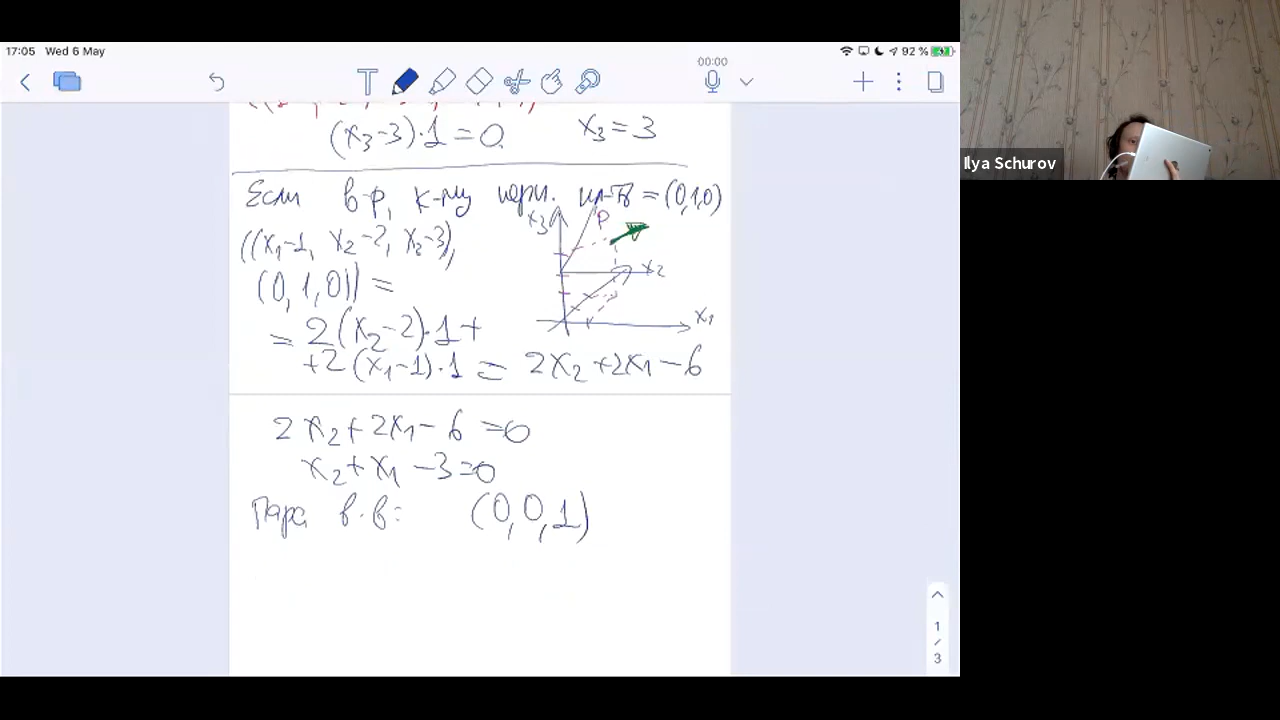 17:05 Wed 6 May
92 %
00:00
T
(x₃-3)·1=0. x₃=3
Если в-р, к-му норм. пл-ть = (0,1,0)
((x₁-1, x₂-2, x₃-3),
(0,1,0)) =
= 2(x₂-2)·1+
+2(x₁-1)·1 = 2x₂+2x₁-6
x₃
P
x₂
x₁
2x₂+2x₁-6=0
x₂+x₁-3=0
Пара в-в: (0,0,1)
1
/
3
Ilya Schurov